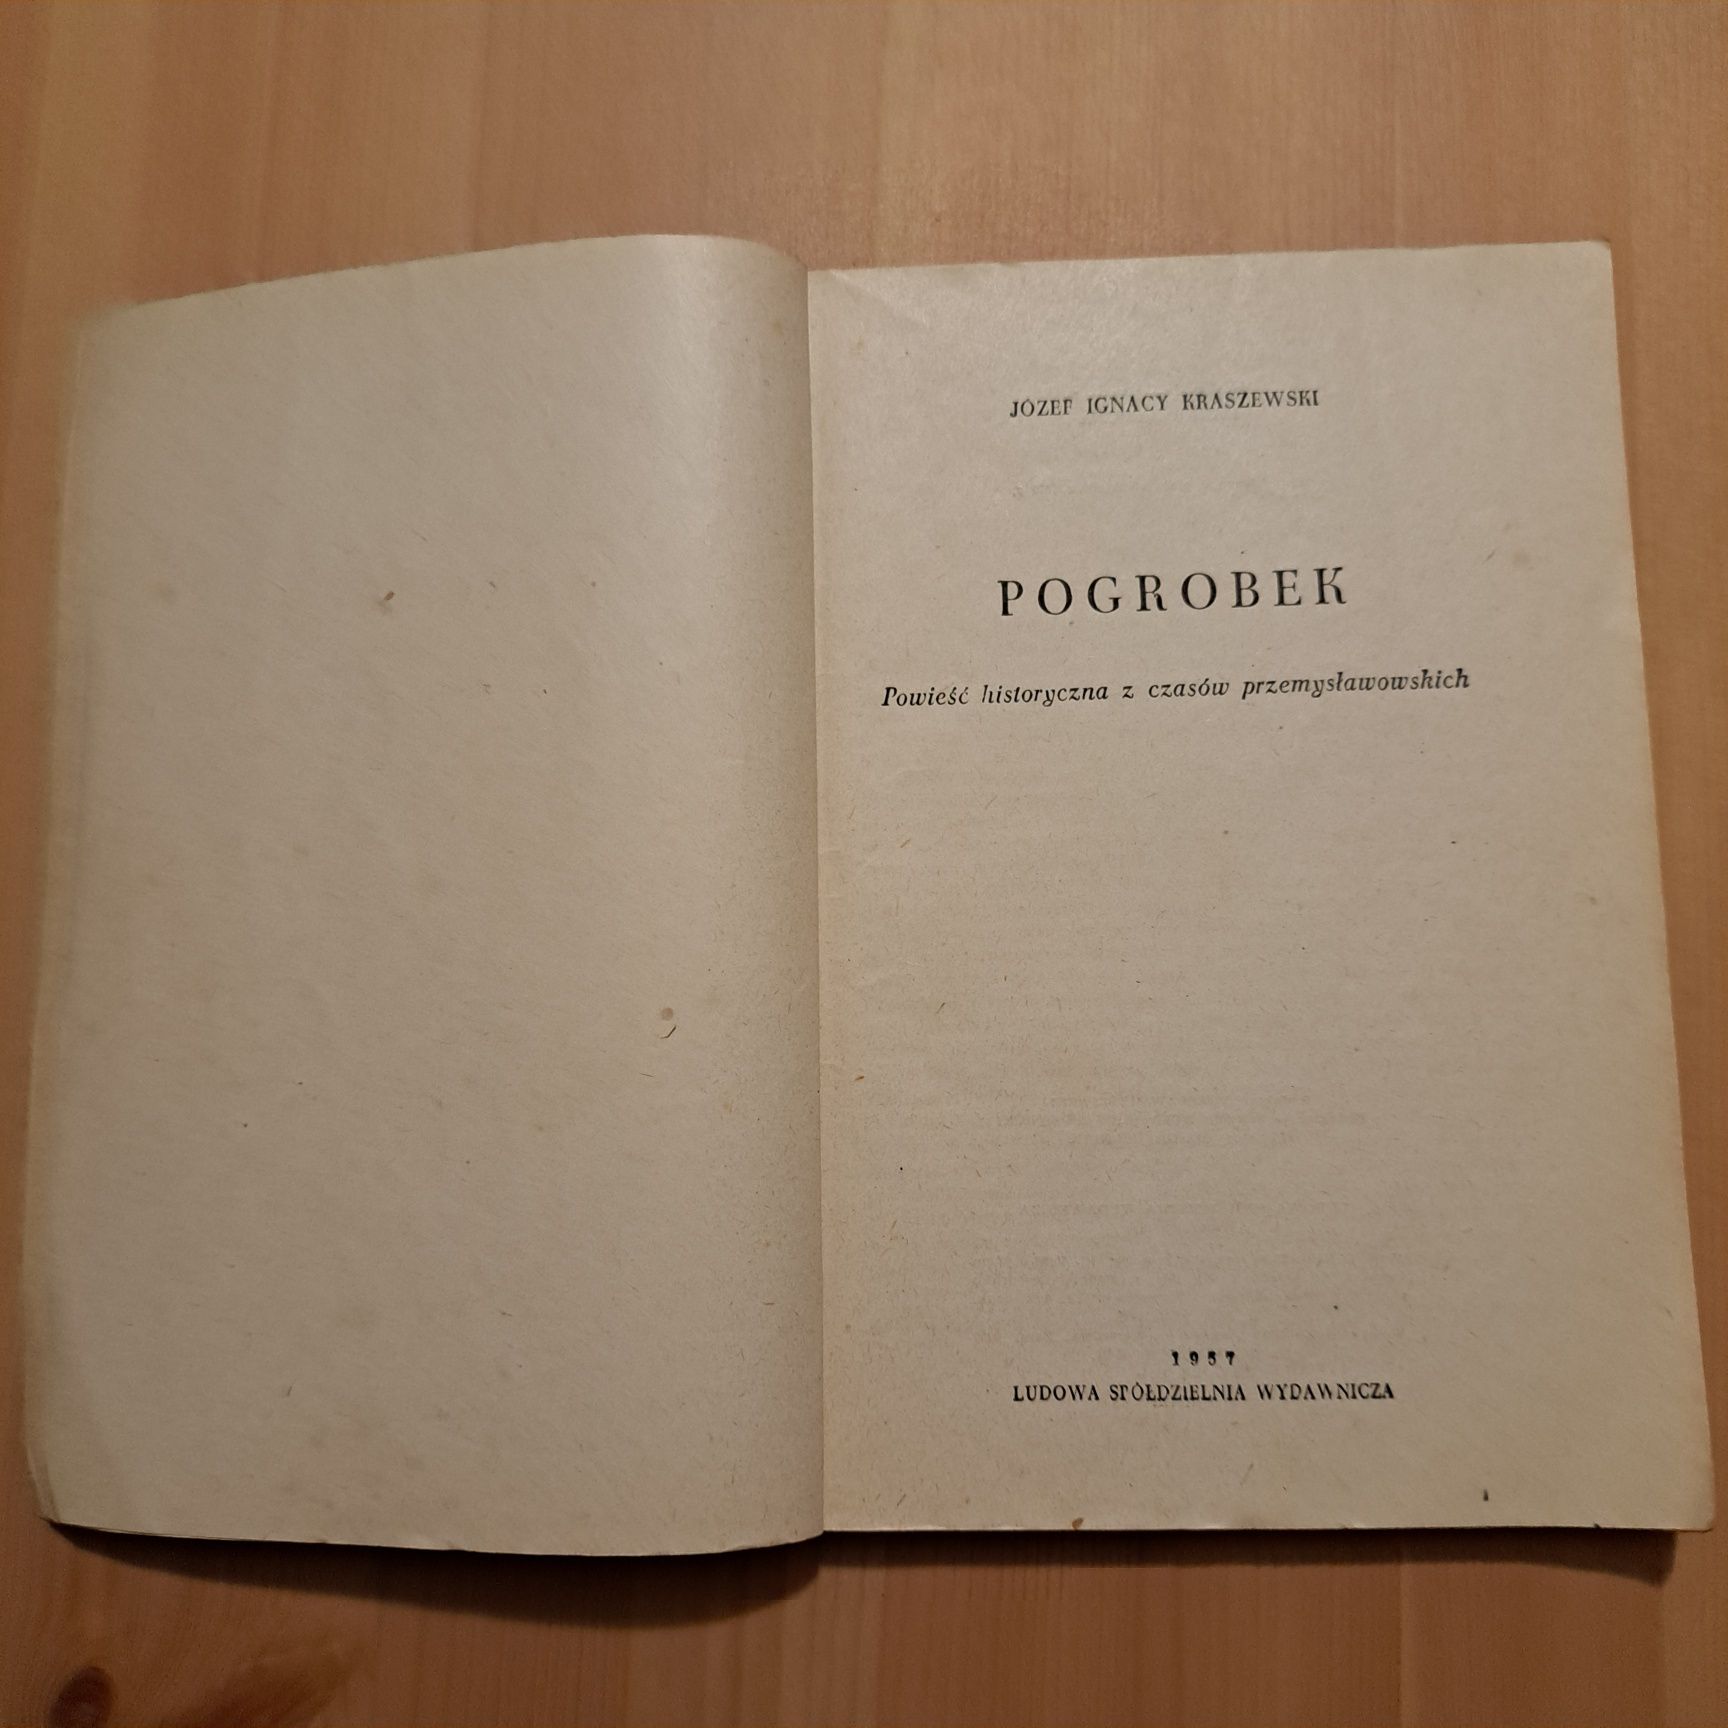 JÓZEF IGNACY KRASZEWSKI
POGROBEK
Powieść historyczna z czasów przemysławowskich
1957
LUDOWA SPÓŁDZIELNIA WYDAWNICZA